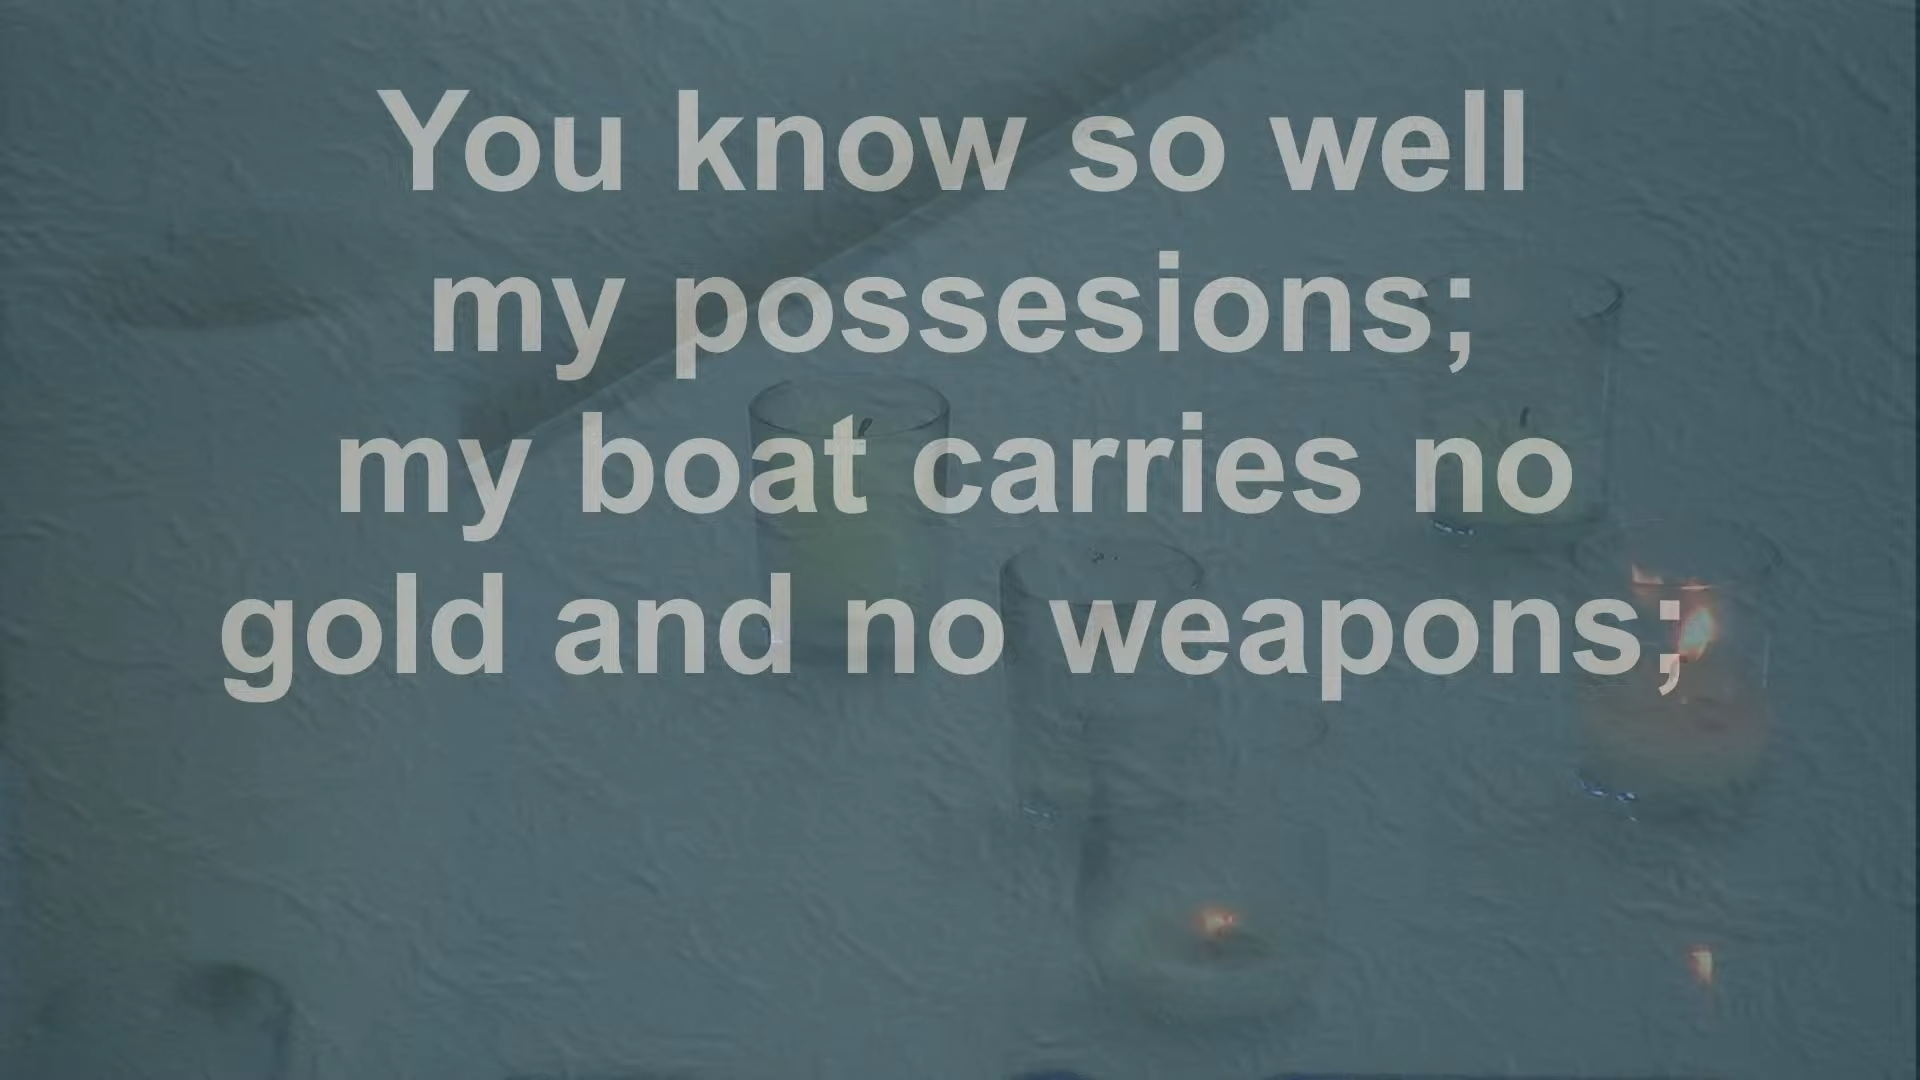 You know so well
my possesions;
my boat carries no
gold and no weapons;